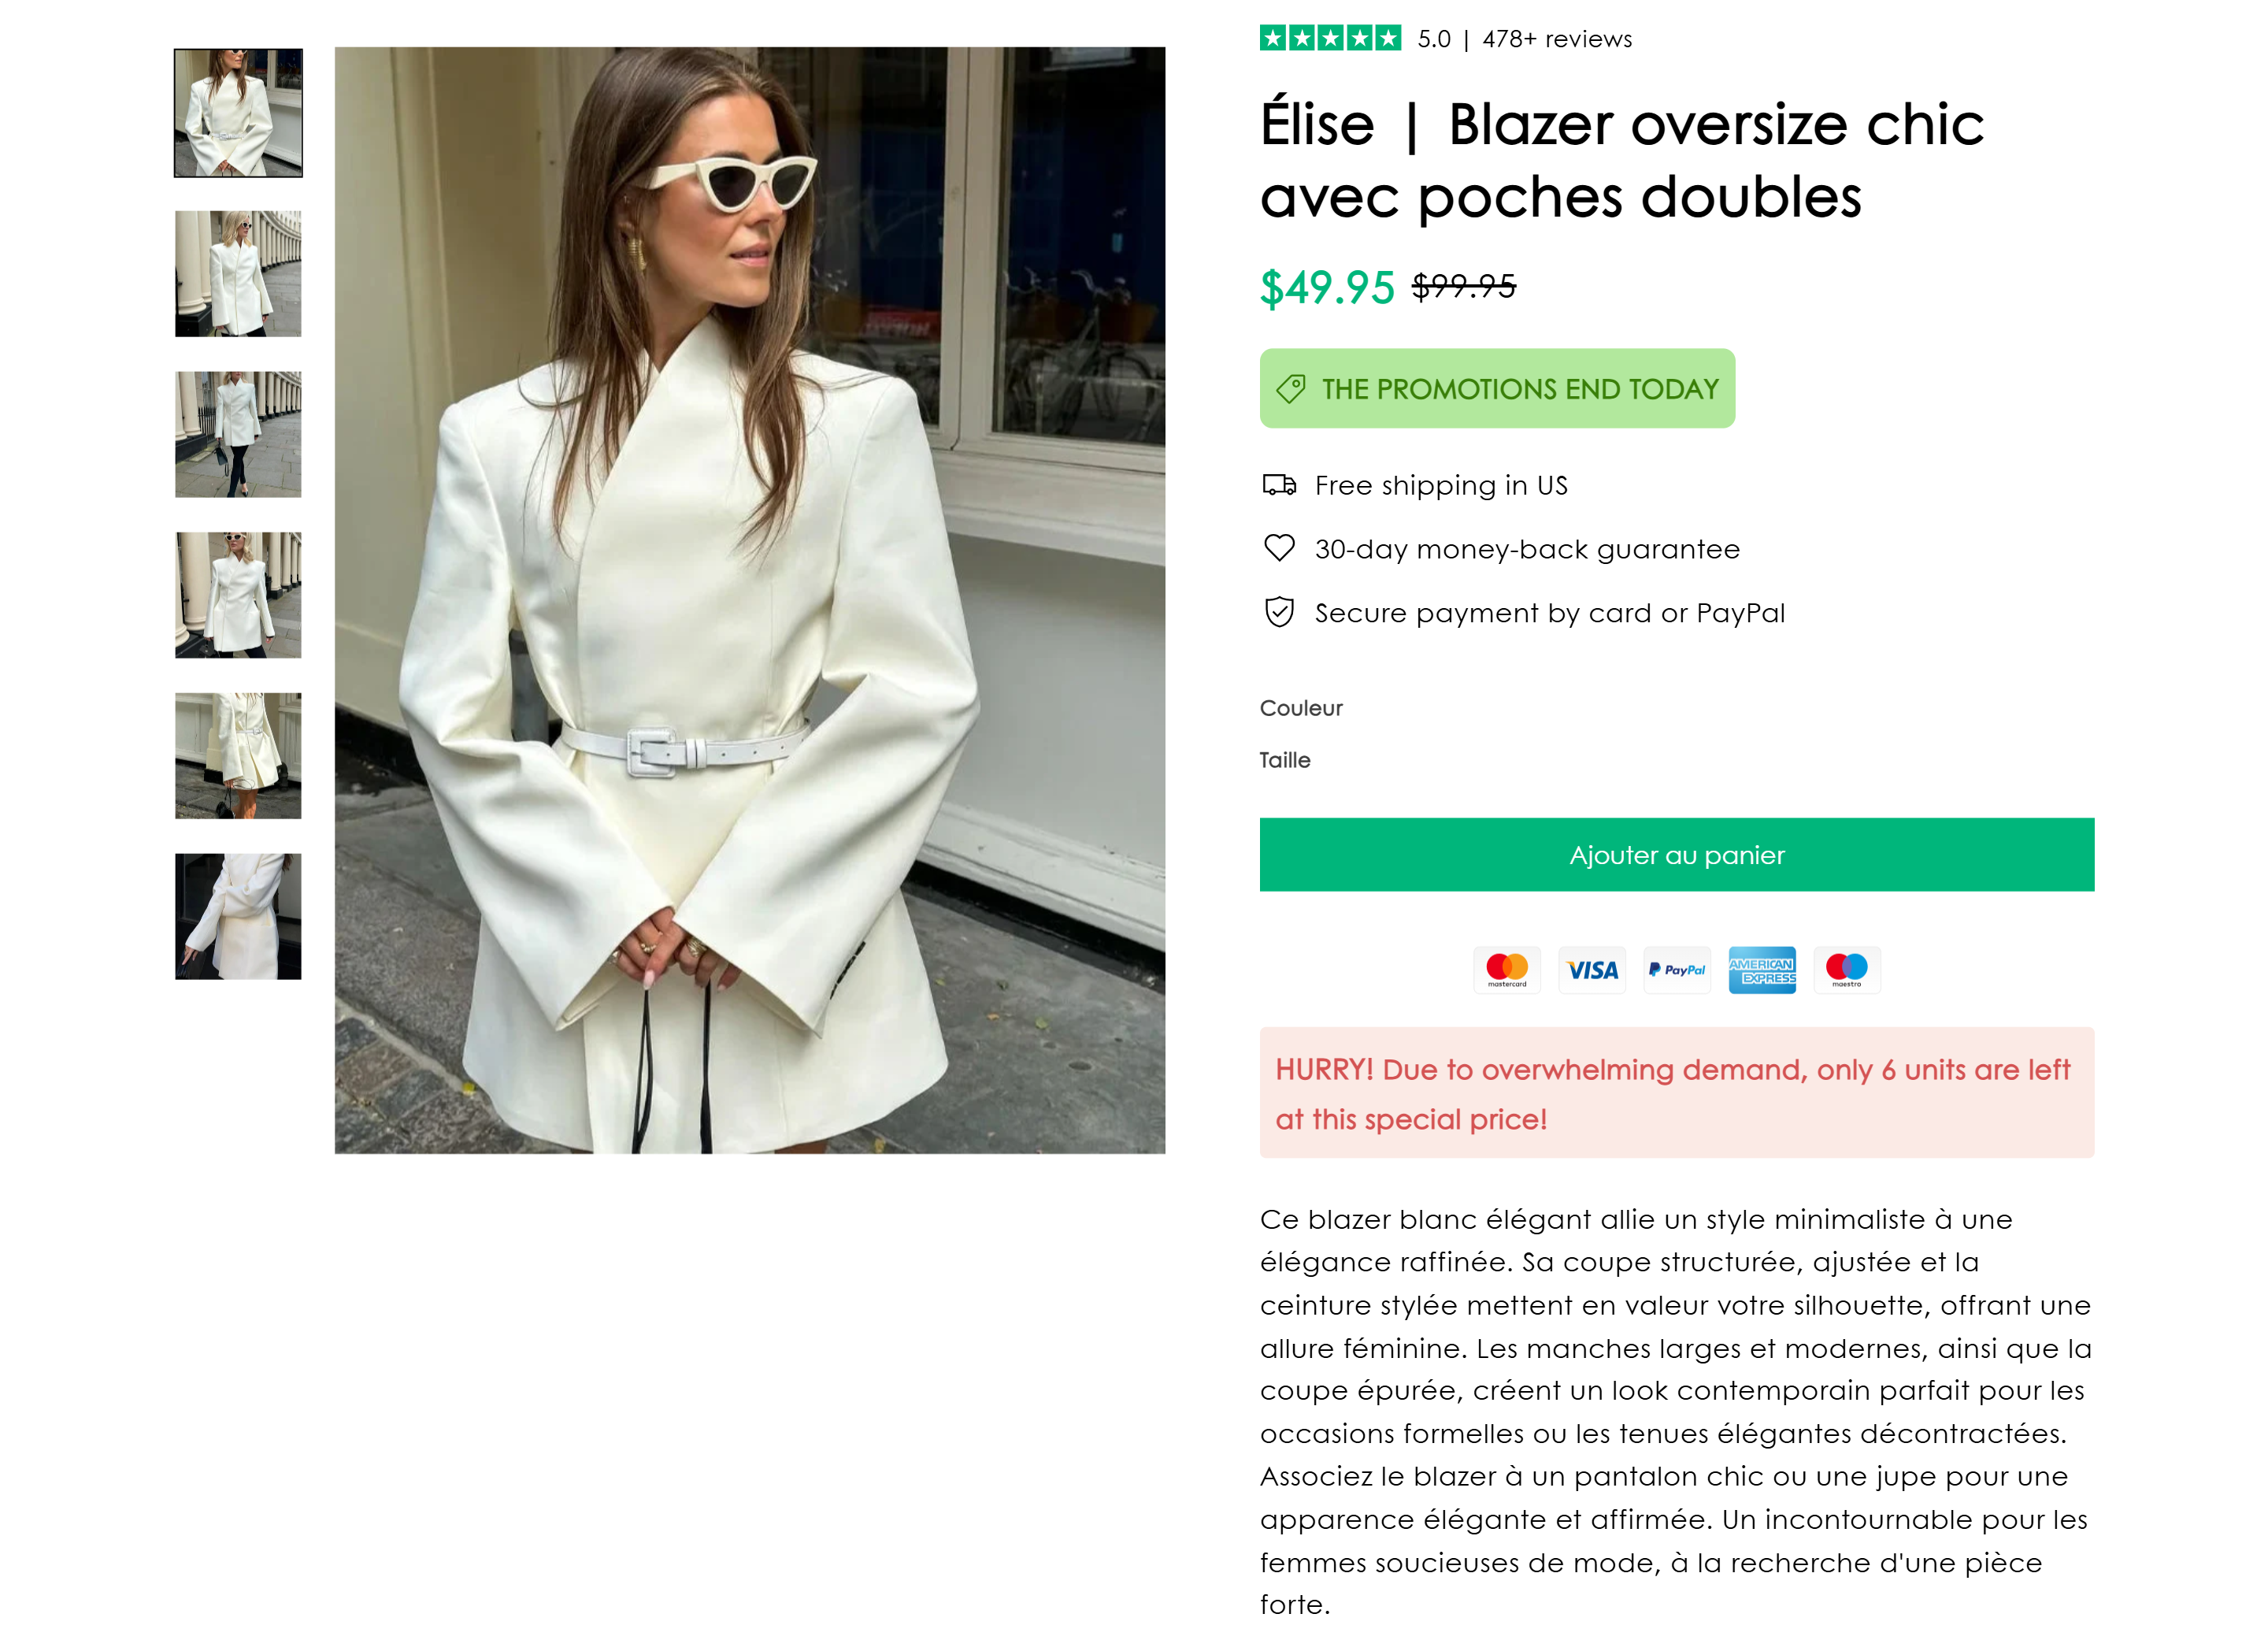 5.0 | 478+ reviews
Élise | Blazer oversize chic
avec poches doubles
$49.95 $99.95
THE PROMOTIONS END TODAY
Free shipping in US
30-day money-back guarantee
Secure payment by card or PayPal
Couleur
Taille
Ajouter au panier
mastercard VISA PayPal AMERICAN EXPRESS maestro
HURRY! Due to overwhelming demand, only 6 units are left
at this special price!
Ce blazer blanc élégant allie un style minimaliste à une
élégance raffinée. Sa coupe structurée, ajustée et la
ceinture stylée mettent en valeur votre silhouette, offrant une
allure féminine. Les manches larges et modernes, ainsi que la
coupe épurée, créent un look contemporain parfait pour les
occasions formelles ou les tenues élégantes décontractées.
Associez le blazer à un pantalon chic ou une jupe pour une
apparence élégante et affirmée. Un incontournable pour les
femmes soucieuses de mode, à la recherche d'une pièce
forte.